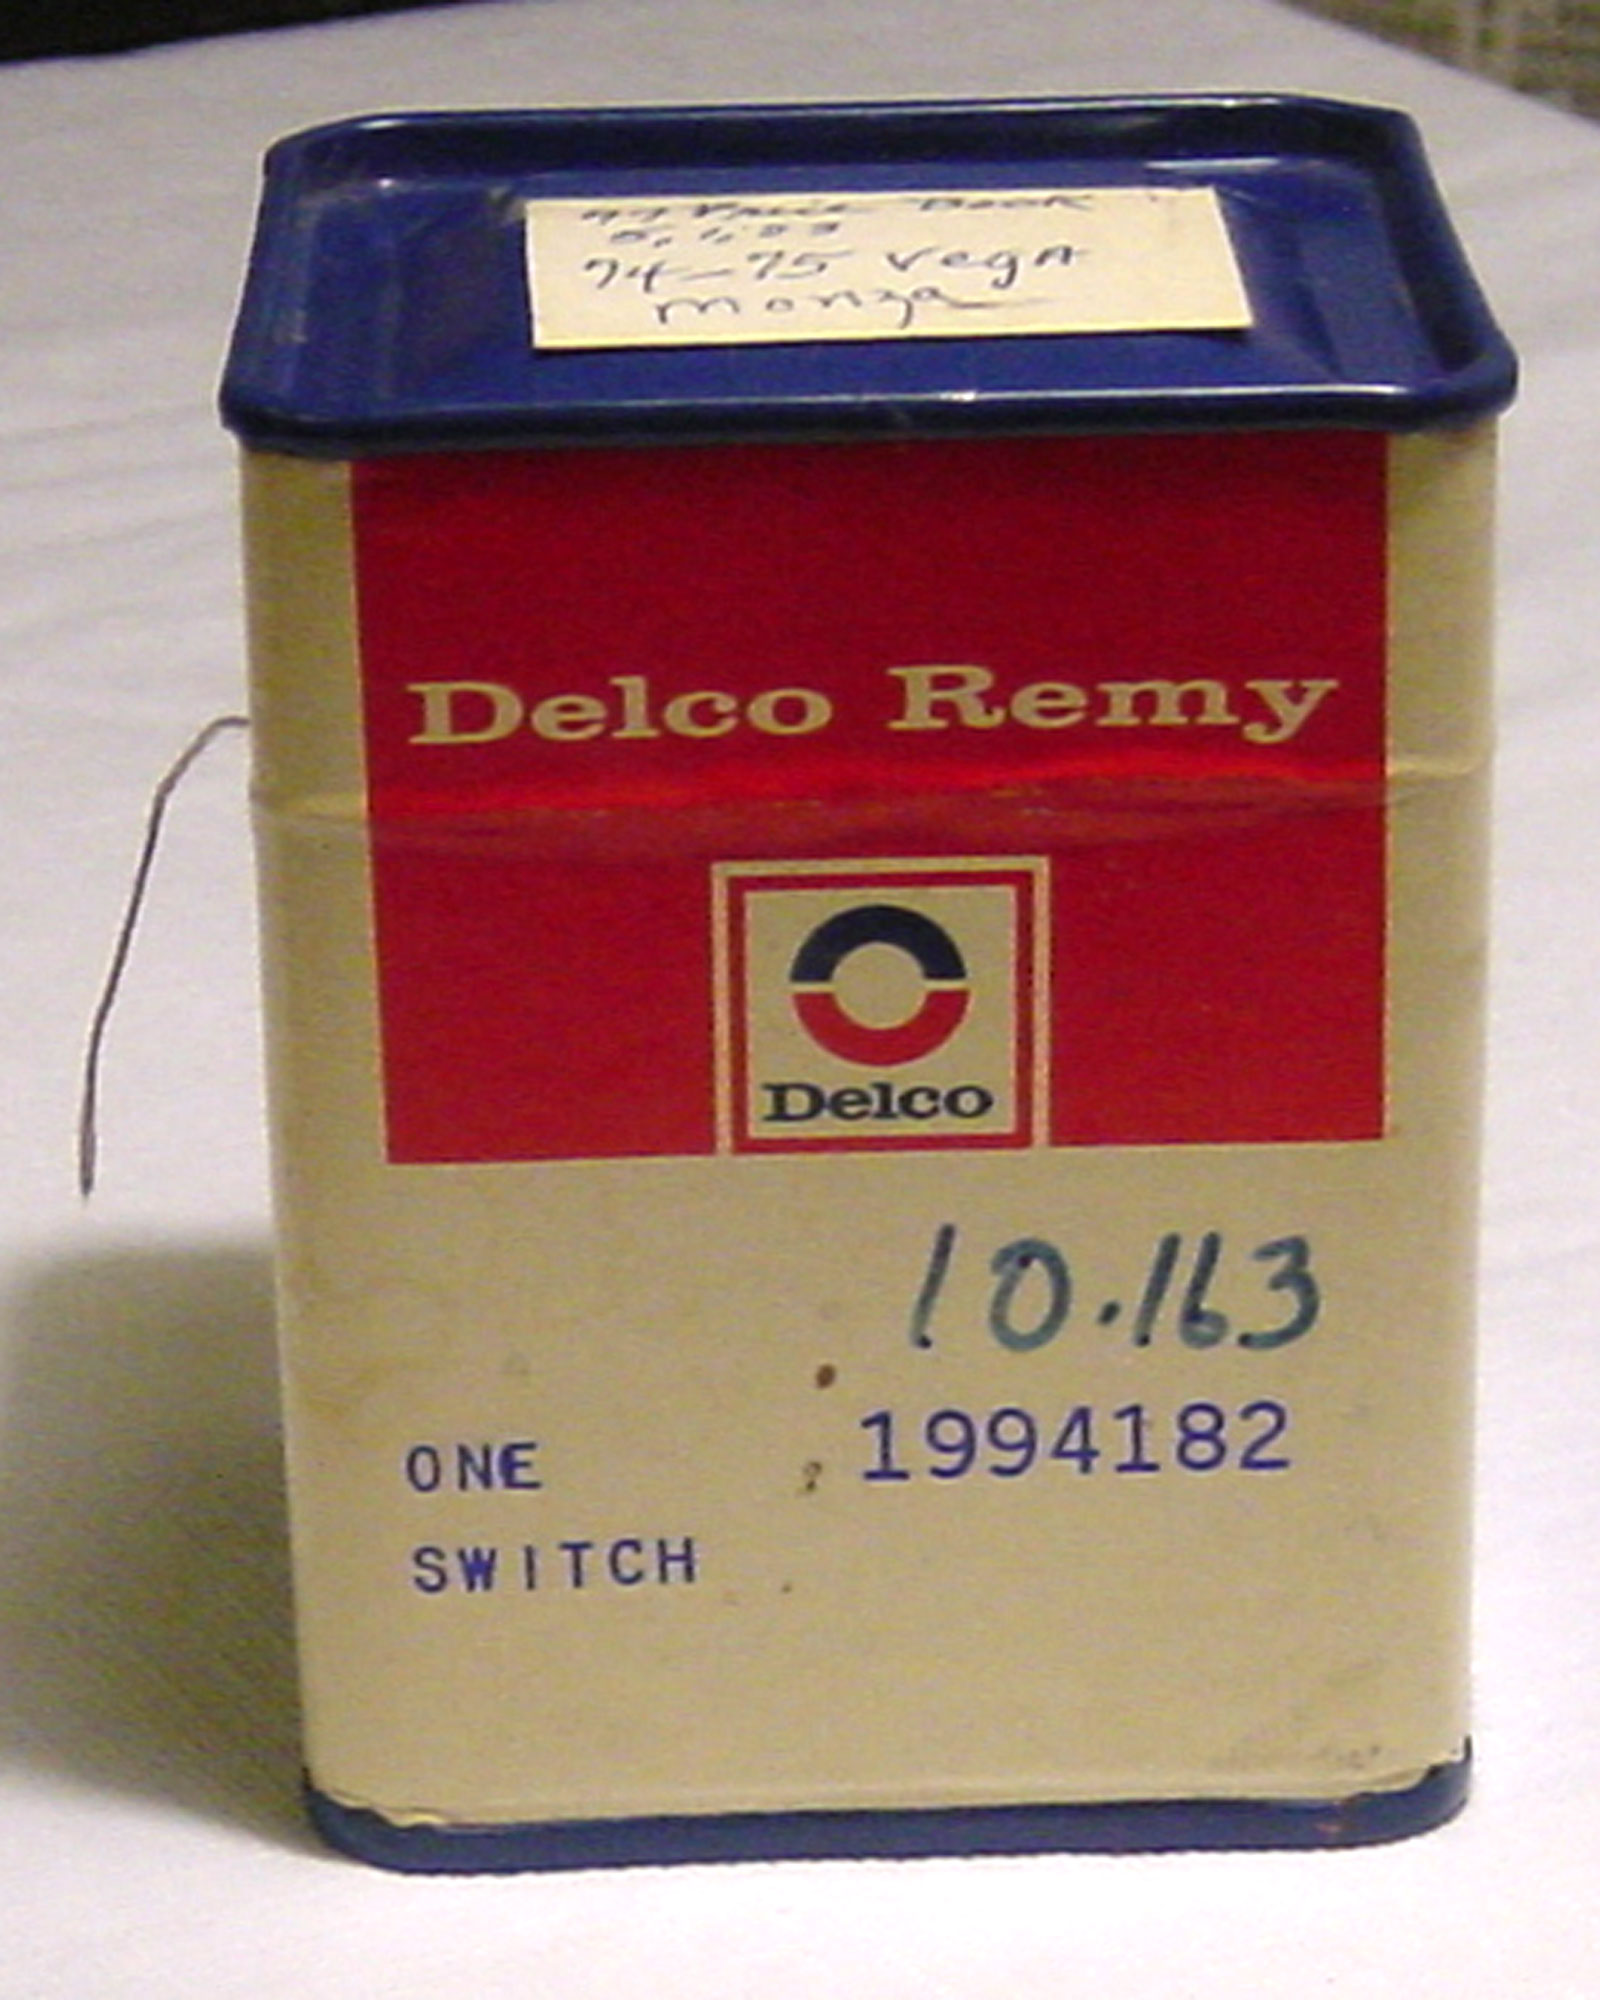 74-75 Vega
monza
Delco Remy
Delco
10.163
1994182
ONE
SWITCH